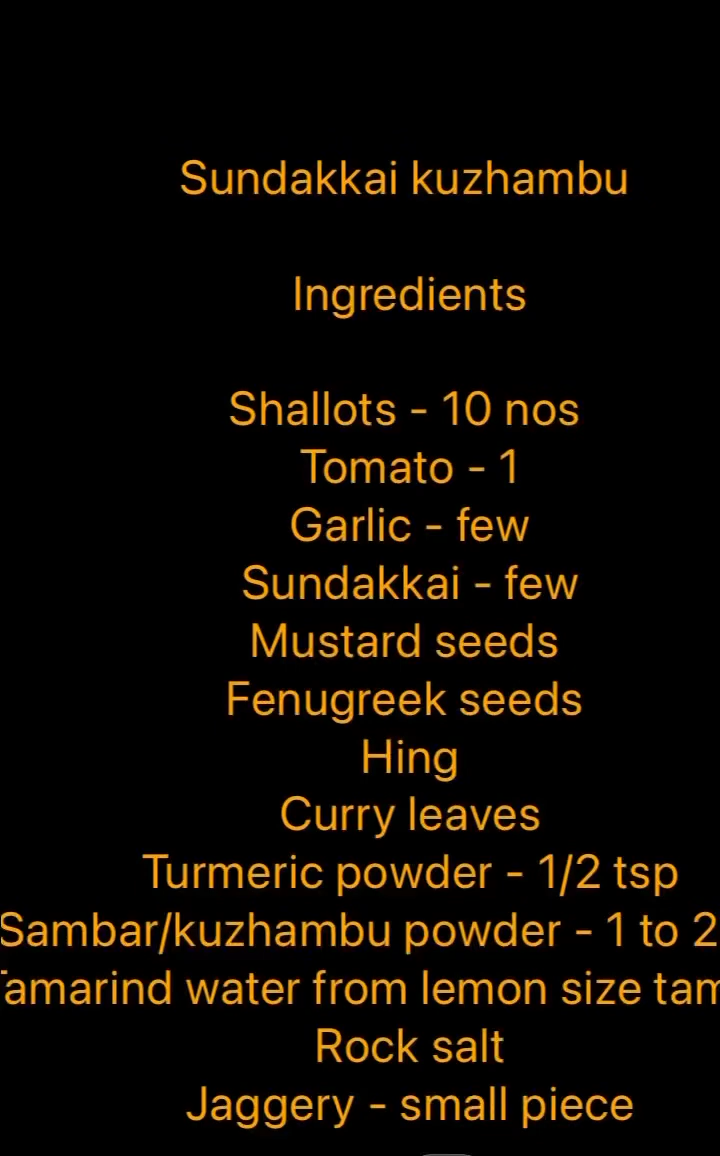 Sundakkai kuzhambu
Ingredients
Shallots - 10 nos
Tomato - 1
Garlic - few
Sundakkai - few
Mustard seeds
Fenugreek seeds
Hing
Curry leaves
Turmeric powder - 1/2 tsp
Sambar/kuzhambu powder - 1 to 2
Tamarind water from lemon size
Rock salt
Jaggery - small piece